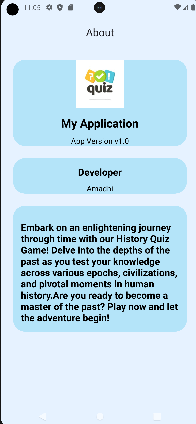 11:05
About
quiz
My Application
App Version v1.0
Developer
Amadhi
Embark on an enlightening journey
through time with our History Quiz
Game! Delve into the depths of the
past as you test your knowledge
across various epochs, civilizations,
and pivotal moments in human
history.Are you ready to become a
master of the past? Play now and let
the adventure begin!